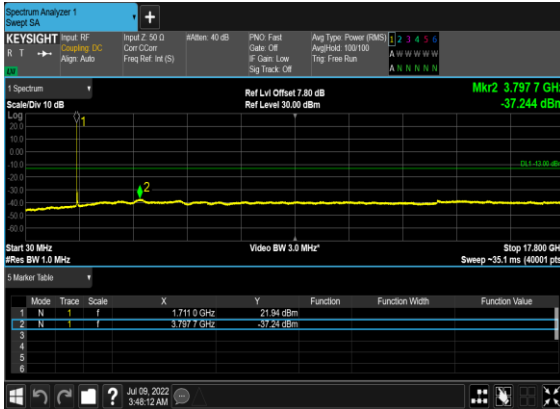 Spectrum Analyzer 1
Swept SA
+
KEYSIGHT
R T
LV
Input: RF
Coupling: DC
Align: Auto
Input Z: 50 Ω
Corr CCorr
Freq Ref: Int (S)
#Atten: 40 dB
PNO: Fast
Gate: Off
IF Gain: Low
Sig Track: Off
Avg Type: Power (RMS)
Avg|Hold: 100/100
Trig: Free Run
1 2 3 4 5 6
A W W W W W
A N N N N N
1 Spectrum
Scale/Div 10 dB
Ref Lvl Offset 7.80 dB
Ref Level 30.00 dBm
Mkr2 3.797 7 GHz
-37.244 dBm
Log
20.0
10.0
0.00
-10.0
-20.0
-30.0
-40.0
-50.0
-60.0
1
2
DL1 -13.00 dBm
Start 30 MHz
#Res BW 1.0 MHz
Video BW 3.0 MHz*
Stop 17.800 GHz
Sweep ~35.1 ms (40001 pts)
5 Marker Table
Mode Trace Scale X Y Function Function Width Function Value
1 N 1 f 1.711 0 GHz 21.94 dBm
2 N 1 f 3.797 7 GHz -37.24 dBm
3
4
5
6
?
Jul 09, 2022
3:48:12 AM